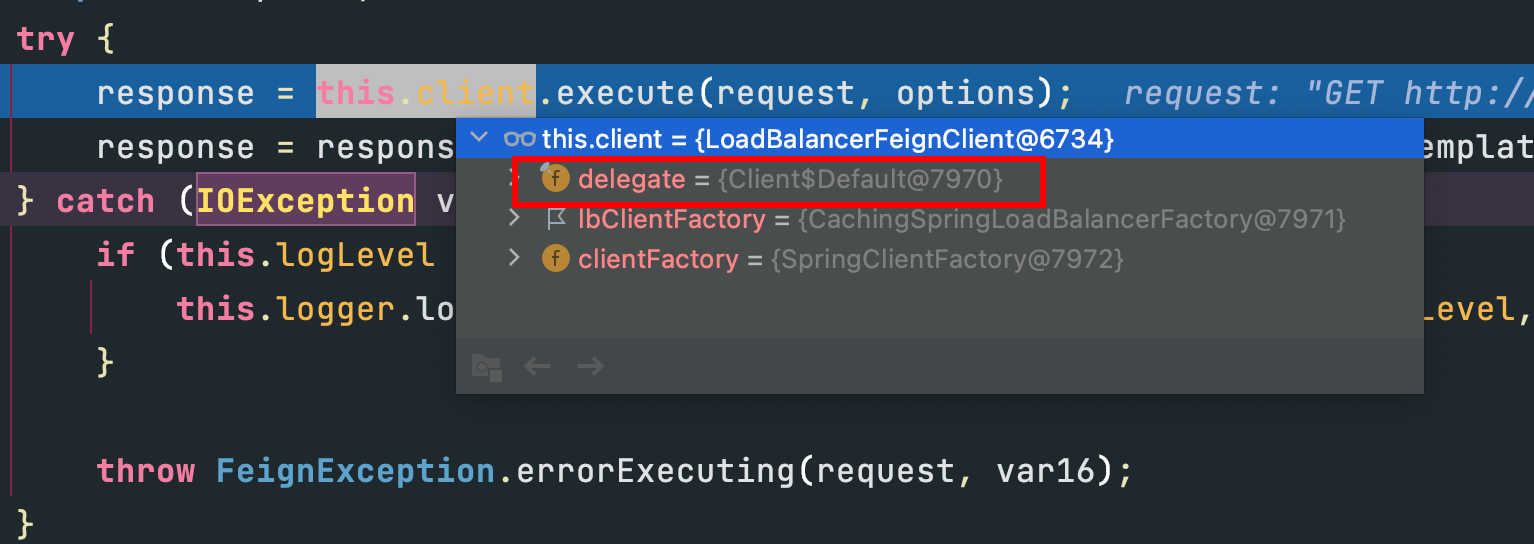 try {
response = this.client.execute(request, options); request: "GET http://
this.client = {LoadBalancerFeignClient@6734}
response = respons emplat
delegate = {Client$Default@7970}
} catch (IOException v
lbClientFactory = {CachingSpringLoadBalancerFactory@7971}
if (this.logLevel
clientFactory = {SpringClientFactory@7972}
this.logger.lo Level,
}
throw FeignException.errorExecuting(request, var16);
}